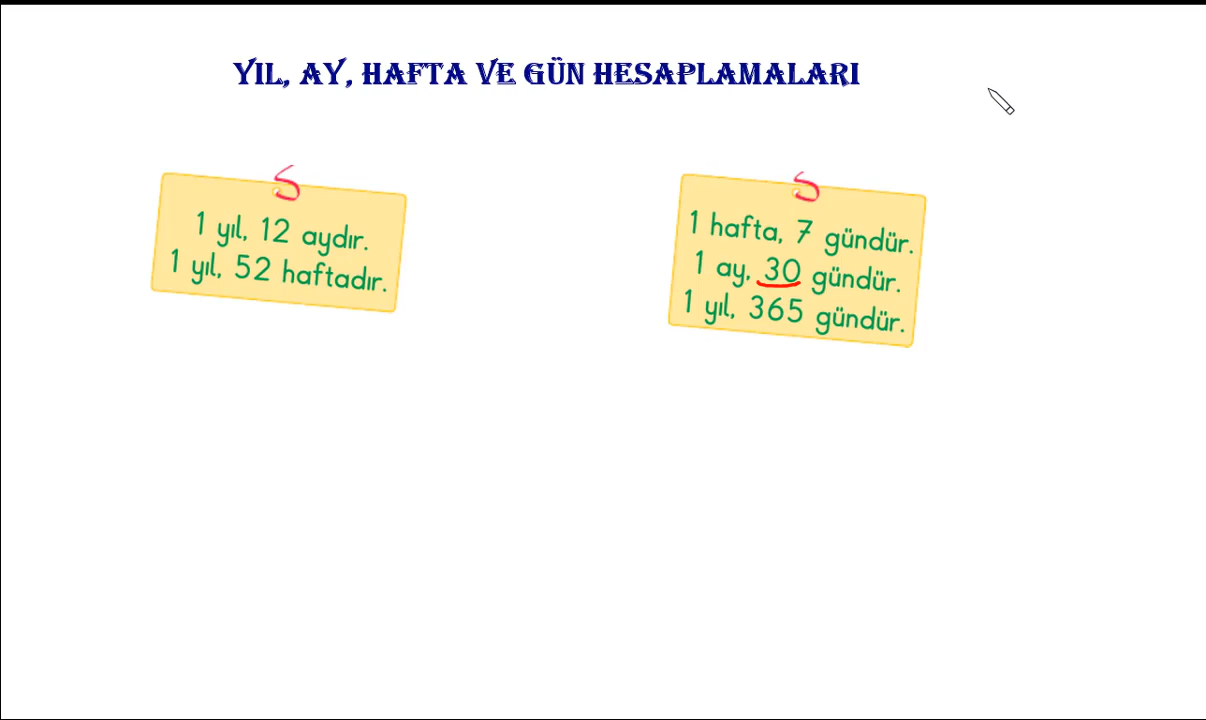 YIL, AY, HAFTA VE GÜN HESAPLAMALARI
1 yıl, 12 aydır.
1 yıl, 52 haftadır.
1 hafta, 7 gündür.
1 ay, 30 gündür.
1 yıl, 365 gündür.